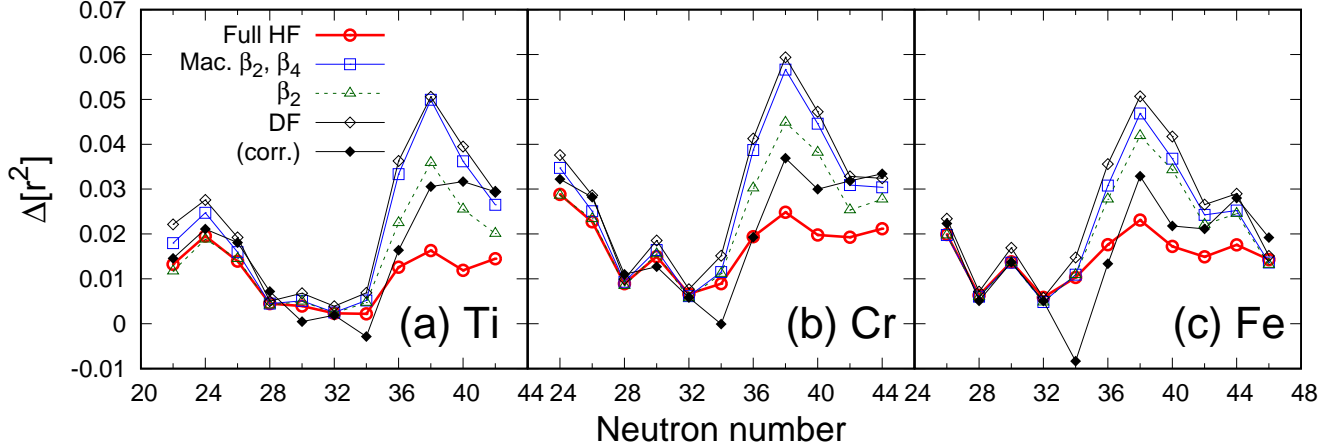 0.07
0.06
0.05
0.04
0.03
0.02
0.01
0
-0.01
Δ[r²]
Full HF
Mac. β₂, β₄
β₂
DF
(corr.)
(a) Ti
(b) Cr
(c) Fe
20 24 28 32 36 40 44 24 28 32 36 40 44 24 28 32 36 40 44 48
Neutron number